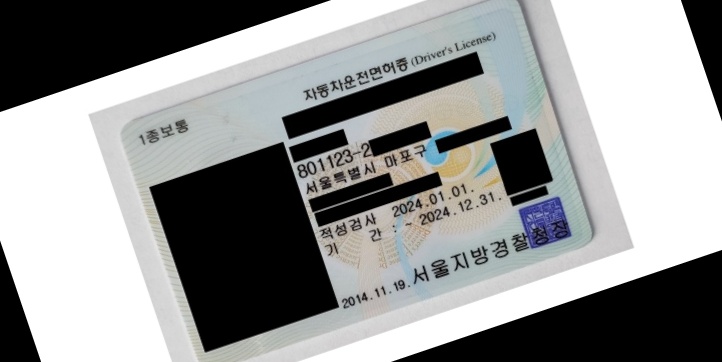 자동차운전면허증 (Driver's License)
1종보통
801123-2
서울특별시 마포구
적성검사 2024.01.01.
기 간 : ~ 2024.12.31.
2014.11.19. 서울지방경찰청장